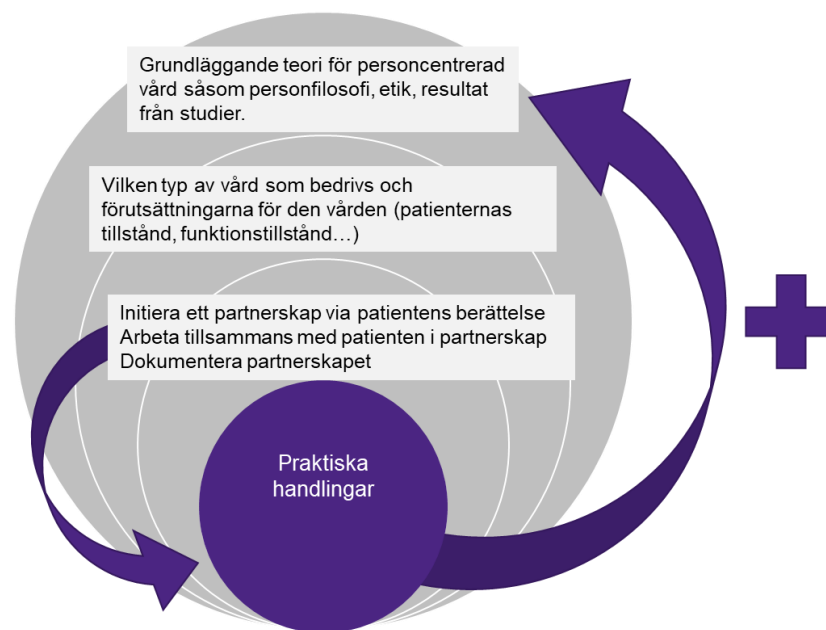 Grundläggande teori för personcentrerad
vård såsom personfilosofi, etik, resultat
från studier.
Vilken typ av vård som bedrivs och
förutsättningarna för den vården (patienternas
tillstånd, funktionstillstånd…)
Initiera ett partnerskap via patientens berättelse
Arbeta tillsammans med patienten i partnerskap
Dokumentera partnerskapet
Praktiska
handlingar